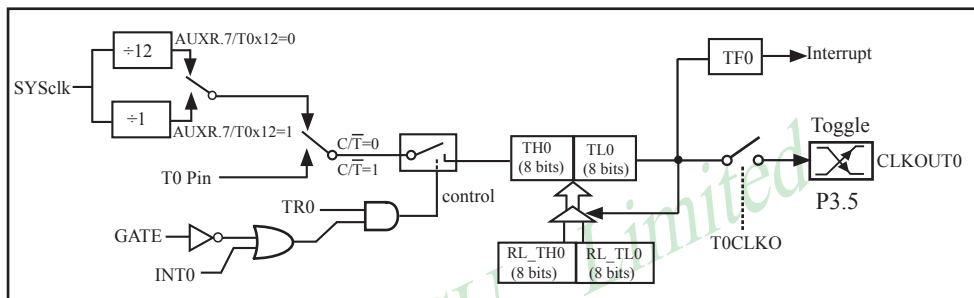 ÷12
AUXR.7/T0x12=0
SYSclk
÷1
AUXR.7/T0x12=1
T0 Pin
C/T̅=0
C/T̅=1
control
TR0
GATE
INT0
TH0
(8 bits)
TL0
(8 bits)
RL_TH0
(8 bits)
RL_TL0
(8 bits)
TF0
Interrupt
Toggle
CLKOUT0
P3.5
T0CLKO
Limited